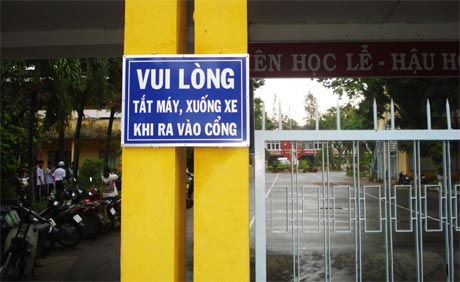 VUI LÒNG
TẮT MÁY, XUỐNG XE
KHI RA VÀO CỔNG
ÊN HỌC LỄ - HẬU HỌ